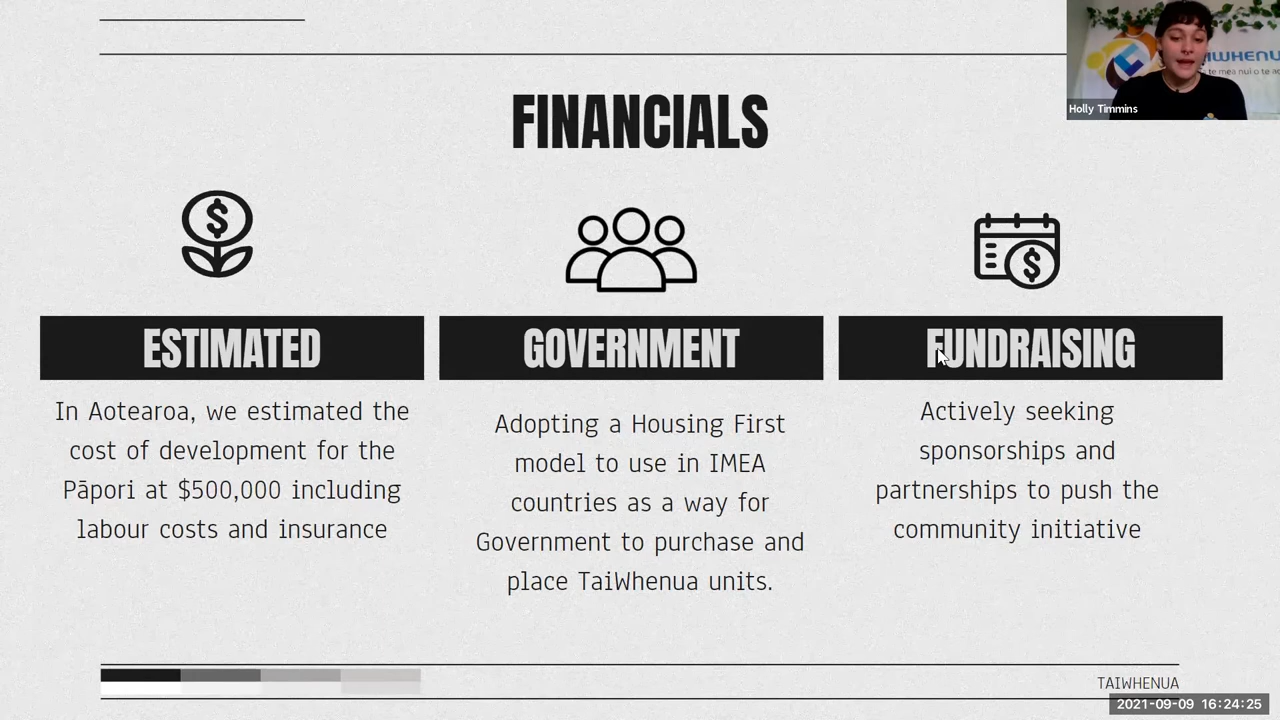 FINANCIALS
Holly Timmins
ESTIMATED
In Aotearoa, we estimated the
cost of development for the
Pāpori at $500,000 including
labour costs and insurance
GOVERNMENT
Adopting a Housing First
model to use in IMEA
countries as a way for
Government to purchase and
place TaiWhenua units.
FUNDRAISING
Actively seeking
sponsorships and
partnerships to push the
community initiative
TAIWHENUA
2021-09-09 16:24:25